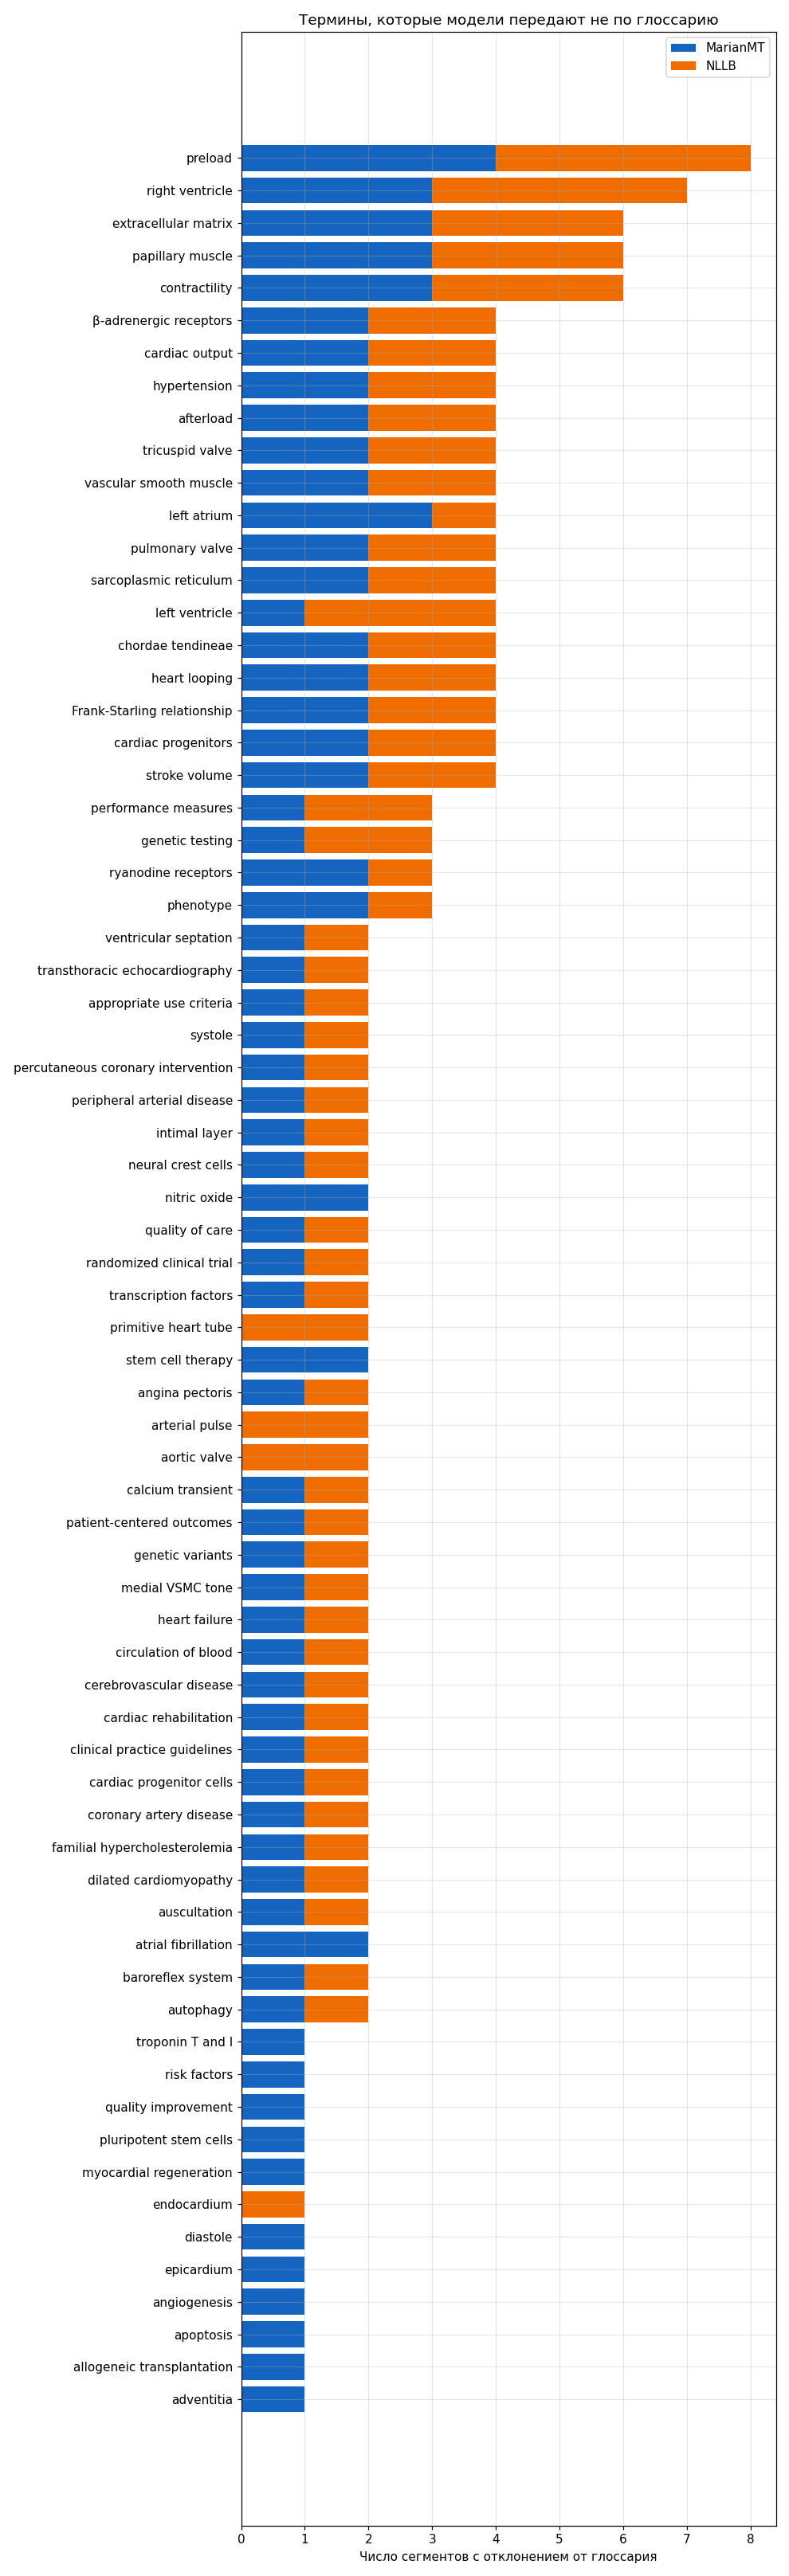 Термины, которые модели передают не по глоссарию
MarianMT
NLLB
preload
right ventricle
extracellular matrix
papillary muscle
contractility
β-adrenergic receptors
cardiac output
hypertension
afterload
tricuspid valve
vascular smooth muscle
left atrium
pulmonary valve
sarcoplasmic reticulum
left ventricle
chordae tendineae
heart looping
Frank-Starling relationship
cardiac progenitors
stroke volume
performance measures
genetic testing
ryanodine receptors
phenotype
ventricular septation
transthoracic echocardiography
appropriate use criteria
systole
percutaneous coronary intervention
peripheral arterial disease
intimal layer
neural crest cells
nitric oxide
quality of care
randomized clinical trial
transcription factors
primitive heart tube
stem cell therapy
angina pectoris
arterial pulse
aortic valve
calcium transient
patient-centered outcomes
genetic variants
medial VSMC tone
heart failure
circulation of blood
cerebrovascular disease
cardiac rehabilitation
clinical practice guidelines
cardiac progenitor cells
coronary artery disease
familial hypercholesterolemia
dilated cardiomyopathy
auscultation
atrial fibrillation
baroreflex system
autophagy
troponin T and I
risk factors
quality improvement
pluripotent stem cells
myocardial regeneration
endocardium
diastole
epicardium
angiogenesis
apoptosis
allogeneic transplantation
adventitia
0 1 2 3 4 5 6 7 8
Число сегментов с отклонением от глоссария